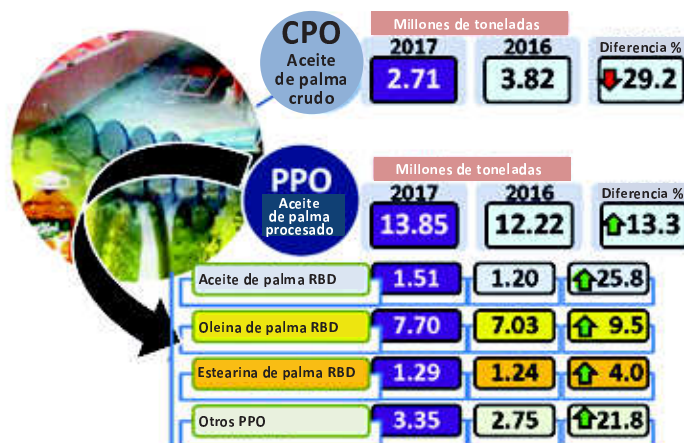 CPO
Aceite
de palma
crudo
Millones de toneladas
2017 2016 Diferencia %
2.71 3.82 29.2
PPO
Aceite
de palma
procesado
Millones de toneladas
2017 2016 Diferencia %
13.85 12.22 13.3
Aceite de palma RBD 1.51 1.20 25.8
Oleina de palma RBD 7.70 7.03 9.5
Estearina de palma RBD 1.29 1.24 4.0
Otros PPO 3.35 2.75 21.8